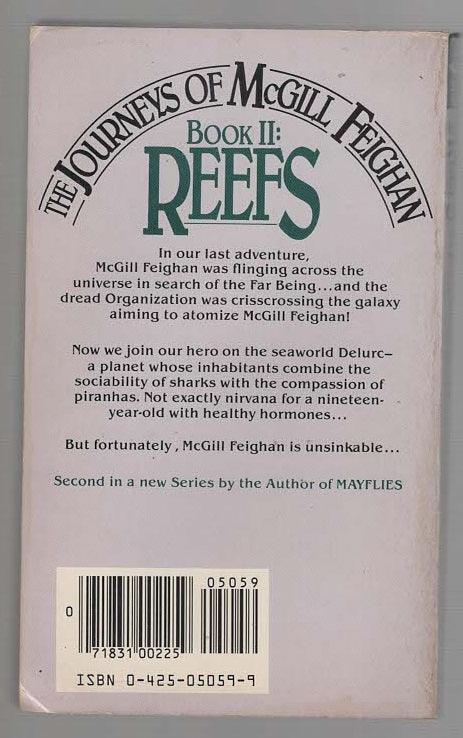 THE JOURNEYS OF McGILL FEIGHAN
BOOK II:
REEFS
In our last adventure,
McGill Feighan was flinging across the
universe in search of the Far Being...and the
dread Organization was crisscrossing the galaxy
aiming to atomize McGill Feighan!
Now we join our hero on the seaworld Delurc—
a planet whose inhabitants combine the
sociability of sharks with the compassion of
piranhas. Not exactly nirvana for a nineteen-
year-old with healthy hormones...
But fortunately, McGill Feighan is unsinkable...
Second in a new Series by the Author of MAYFLIES
05059
0
71831 00225
ISBN 0-425-05059-9